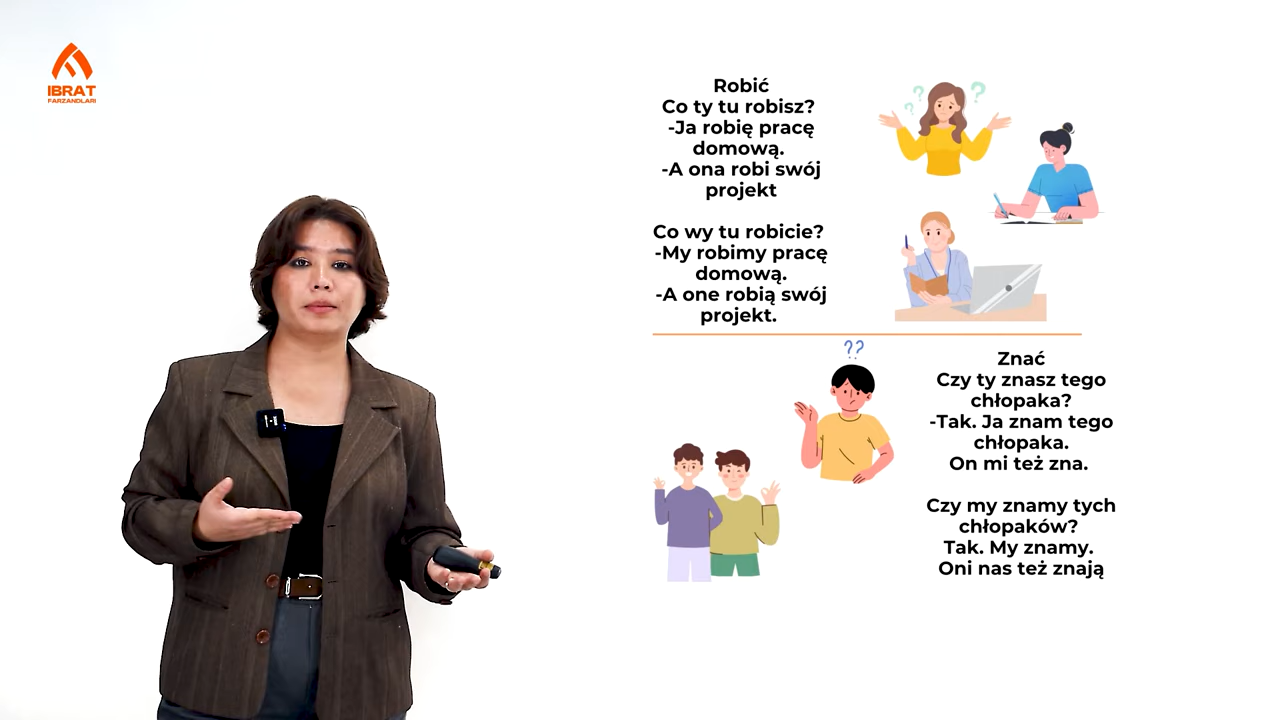 IBRAT
FARZANDLARI
Robić
Co ty tu robisz?
-Ja robię pracę
domową.
-A ona robi swój
projekt
Co wy tu robicie?
-My robimy pracę
domową.
-A one robią swój
projekt.
??
Znać
Czy ty znasz tego
chłopaka?
-Tak. Ja znam tego
chłopaka.
On mi też zna.
Czy my znamy tych
chłopaków?
Tak. My znamy.
Oni nas też znają